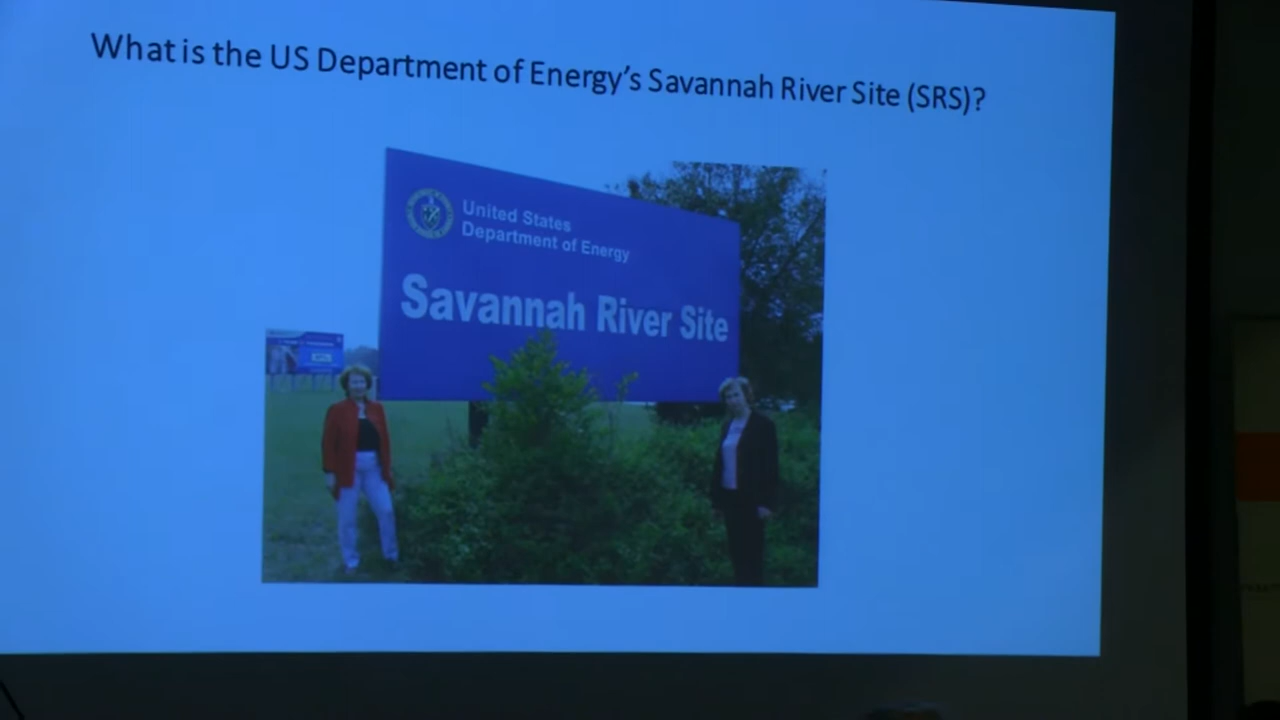 What is the US Department of Energy's Savannah River Site (SRS)?
United States
Department of Energy
Savannah River Site